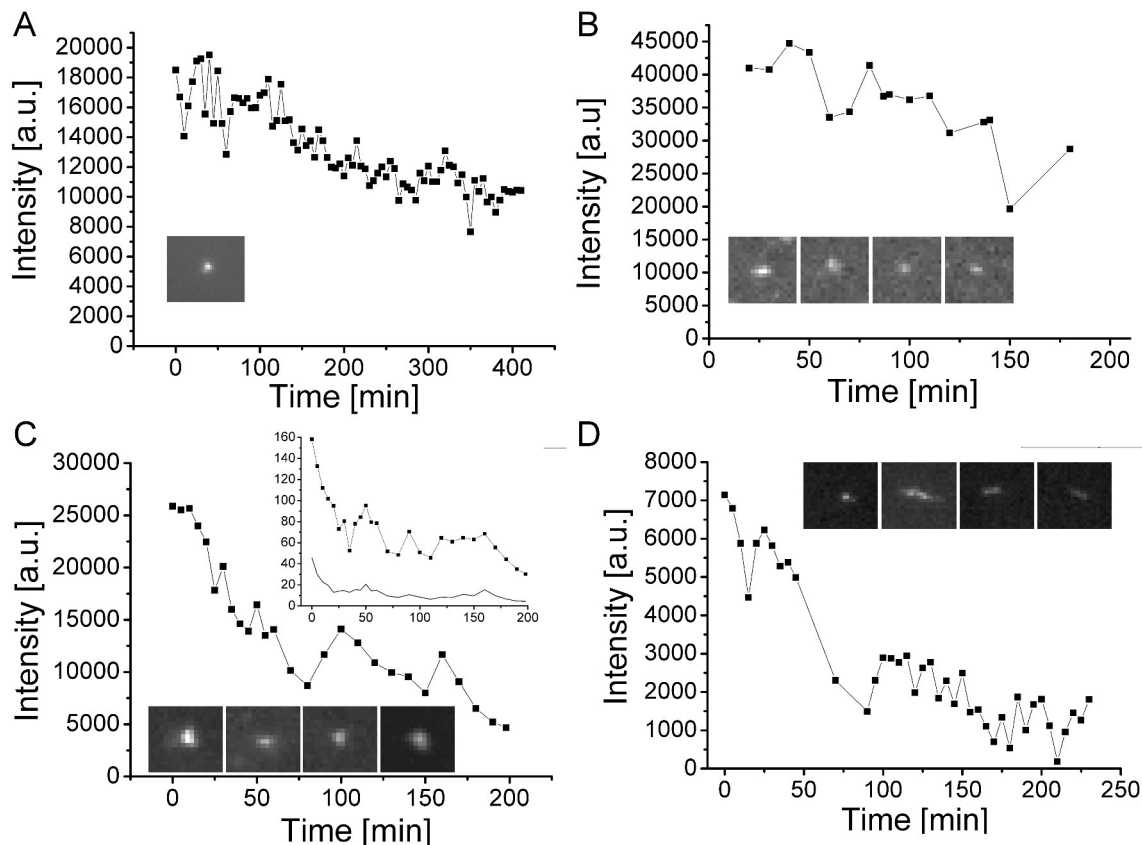 A
20000
18000
16000
14000
12000
10000
8000
6000
4000
2000
0
Intensity [a.u.]
0 100 200 300 400
Time [min]
B
45000
40000
35000
30000
25000
20000
15000
10000
5000
0
Intensity [a.u]
0 50 100 150 200
Time [min]
C
30000
25000
20000
15000
10000
5000
0
Intensity [a.u.]
160
140
120
100
80
60
40
20
0
0 50 100 150 200
0 50 100 150 200
Time [min]
D
8000
7000
6000
5000
4000
3000
2000
1000
0
Intensity [a.u.]
0 50 100 150 200 250
Time [min]